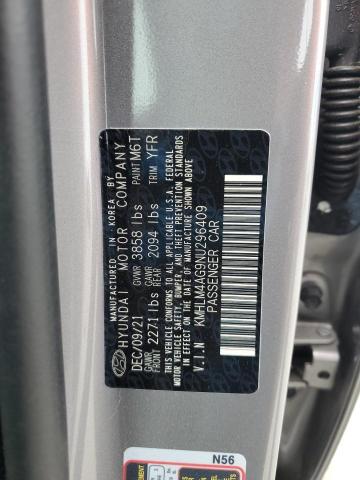 MANUFACTURED
IN KOREA BY
HYUNDAI MOTOR COMPANY
DEC/09/21 GVWR 3858 lbs PAINT M6T
GAWR FRONT 2271 lbs GAWR REAR 2094 lbs TRIM YFR
THIS VEHICLE CONFORMS TO ALL APPLICABLE U.S.A. FEDERAL
MOTOR VEHICLE SAFETY, BUMPER, AND THEFT PREVENTION STANDARDS
IN EFFECT ON THE DATE OF MANUFACTURE SHOWN ABOVE.
V.I.N KMHLM4AG9NU296409
PASSENGER CAR
N56